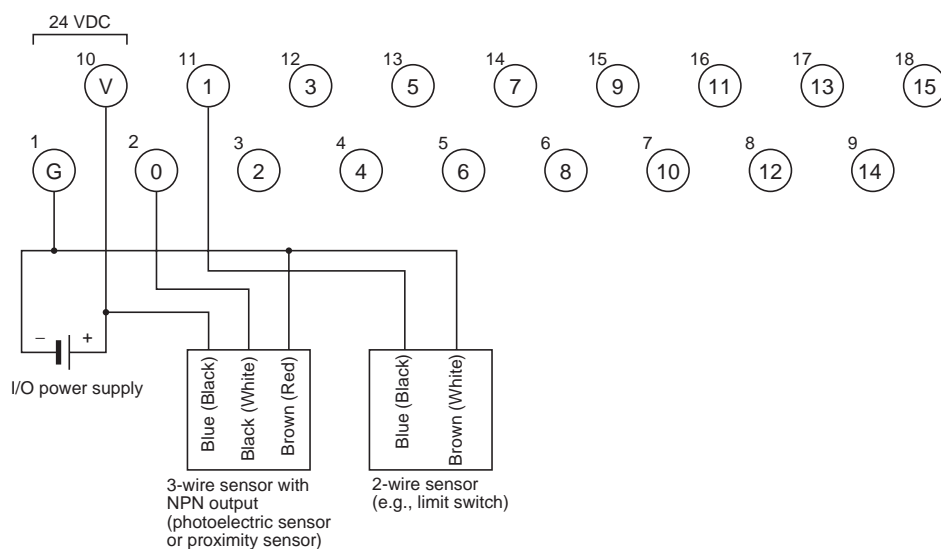 24 VDC
10 11 12 13 14 15 16 17 18
V 1 3 5 7 9 11 13 15
1 2 3 4 5 6 7 8 9
G 0 2 4 6 8 10 12 14
– +
I/O power supply
Blue (Black)
Black (White)
Brown (Red)
Blue (Black)
Brown (White)
3-wire sensor with
NPN output
(photoelectric sensor
or proximity sensor)
2-wire sensor
(e.g., limit switch)